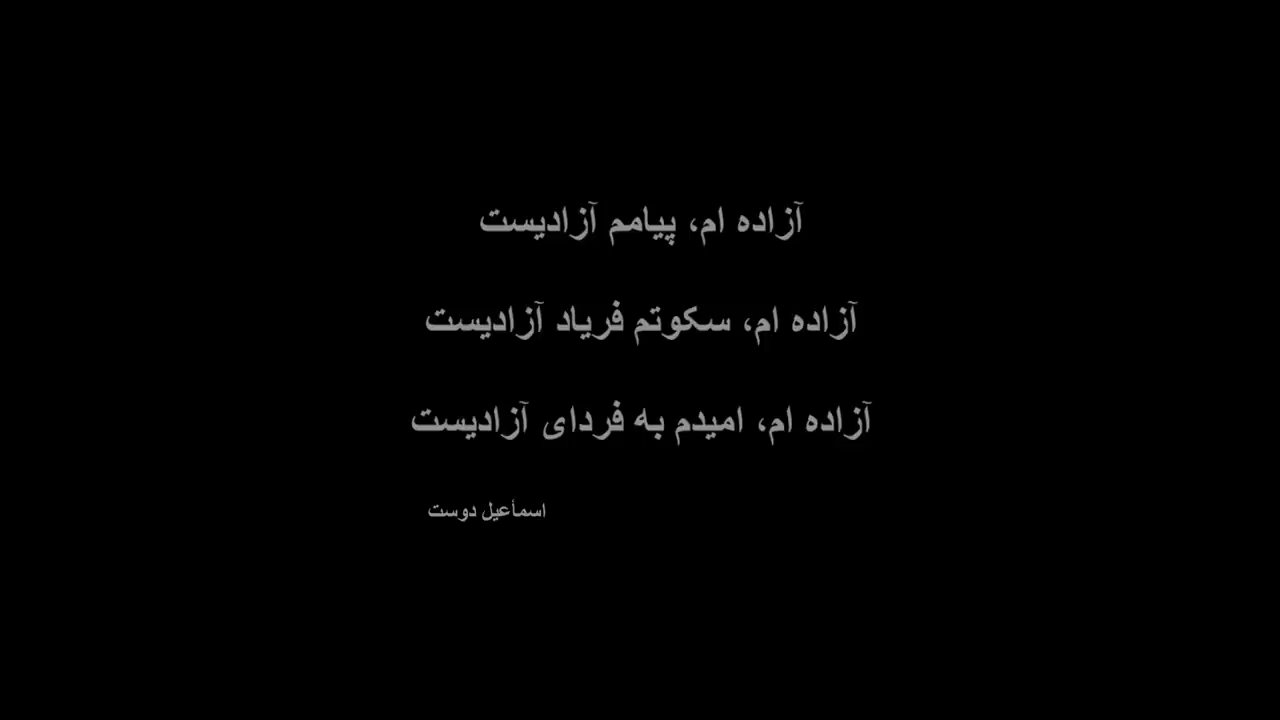 آزاده ام، پیامم آزادیست
آزاده ام، سکوتم فریاد آزادیست
آزاده ام، امیدم به فردای آزادیست
اسمأعیل دوست